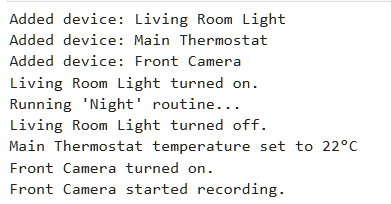 Added device: Living Room Light
Added device: Main Thermostat
Added device: Front Camera
Living Room Light turned on.
Running 'Night' routine...
Living Room Light turned off.
Main Thermostat temperature set to 22°C
Front Camera turned on.
Front Camera started recording.